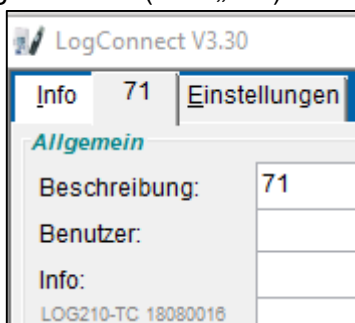 LogConnect V3.30
Info 71 Einstellungen
Allgemein
Beschreibung: 71
Benutzer:
Info:
LOG210-TC 18080016